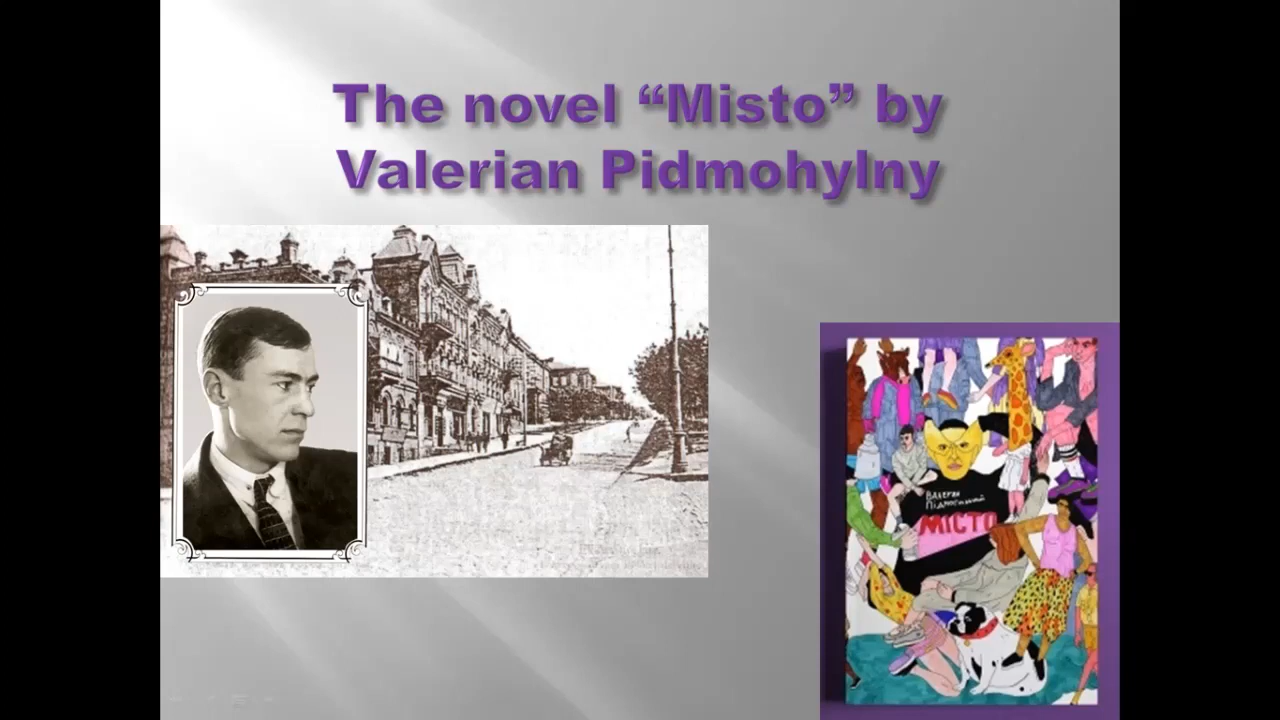 The novel “Misto” by
Valerian Pidmohylny
ВАЛЕРІАН
ПІДМОГИЛЬНИЙ
МІСТО